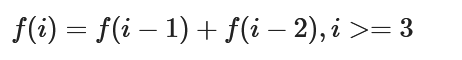 f(i) = f(i − 1) + f(i − 2), i >= 3